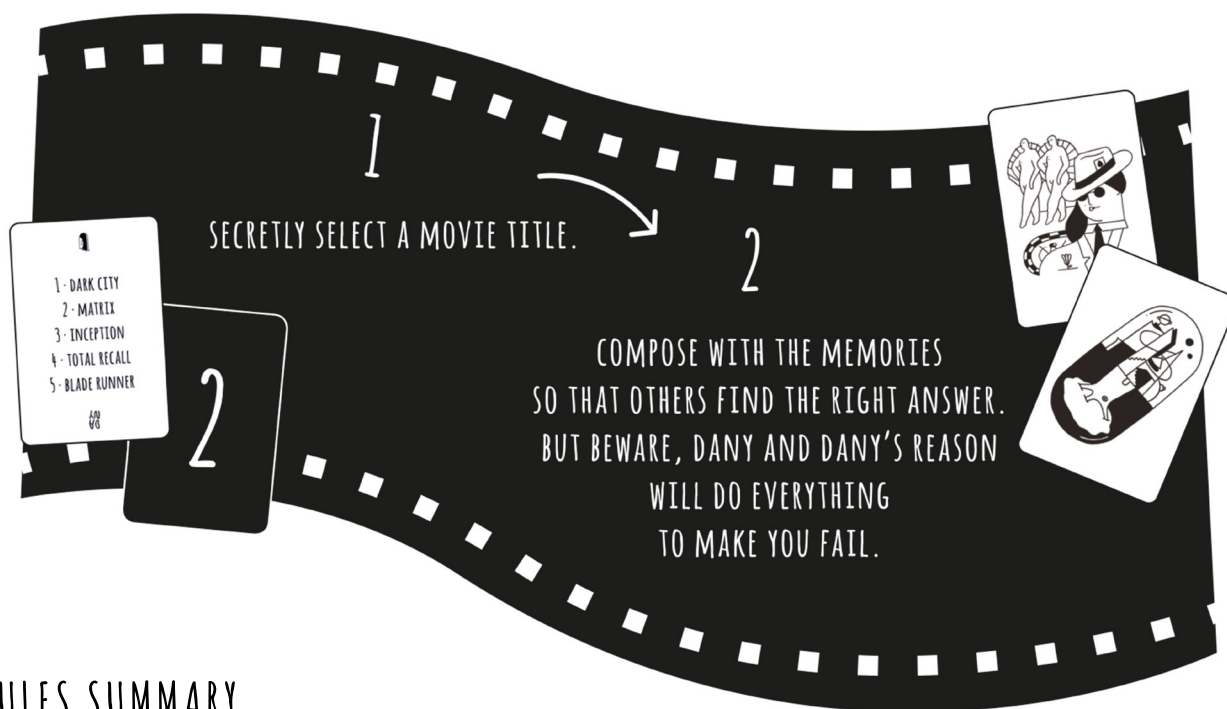 1
SECRETLY SELECT A MOVIE TITLE.
1 · DARK CITY
2 · MATRIX
3 · INCEPTION
4 · TOTAL RECALL
5 · BLADE RUNNER
2
2
COMPOSE WITH THE MEMORIES
SO THAT OTHERS FIND THE RIGHT ANSWER.
BUT BEWARE, DANY AND DANY'S REASON
WILL DO EVERYTHING
TO MAKE YOU FAIL.
SUMMARY